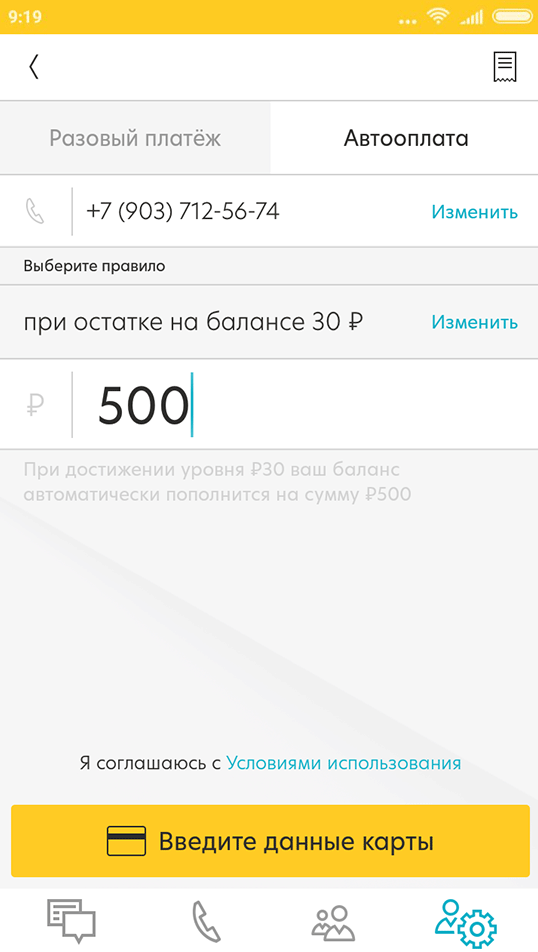 9:19
Разовый платёж
Автооплата
+7 (903) 712-56-74
Изменить
Выберите правило
при остатке на балансе 30 ₽
Изменить
₽
500
При достижении уровня ₽30 ваш баланс
автоматически пополнится на сумму ₽500
Я соглашаюсь с Условиями использования
Введите данные карты